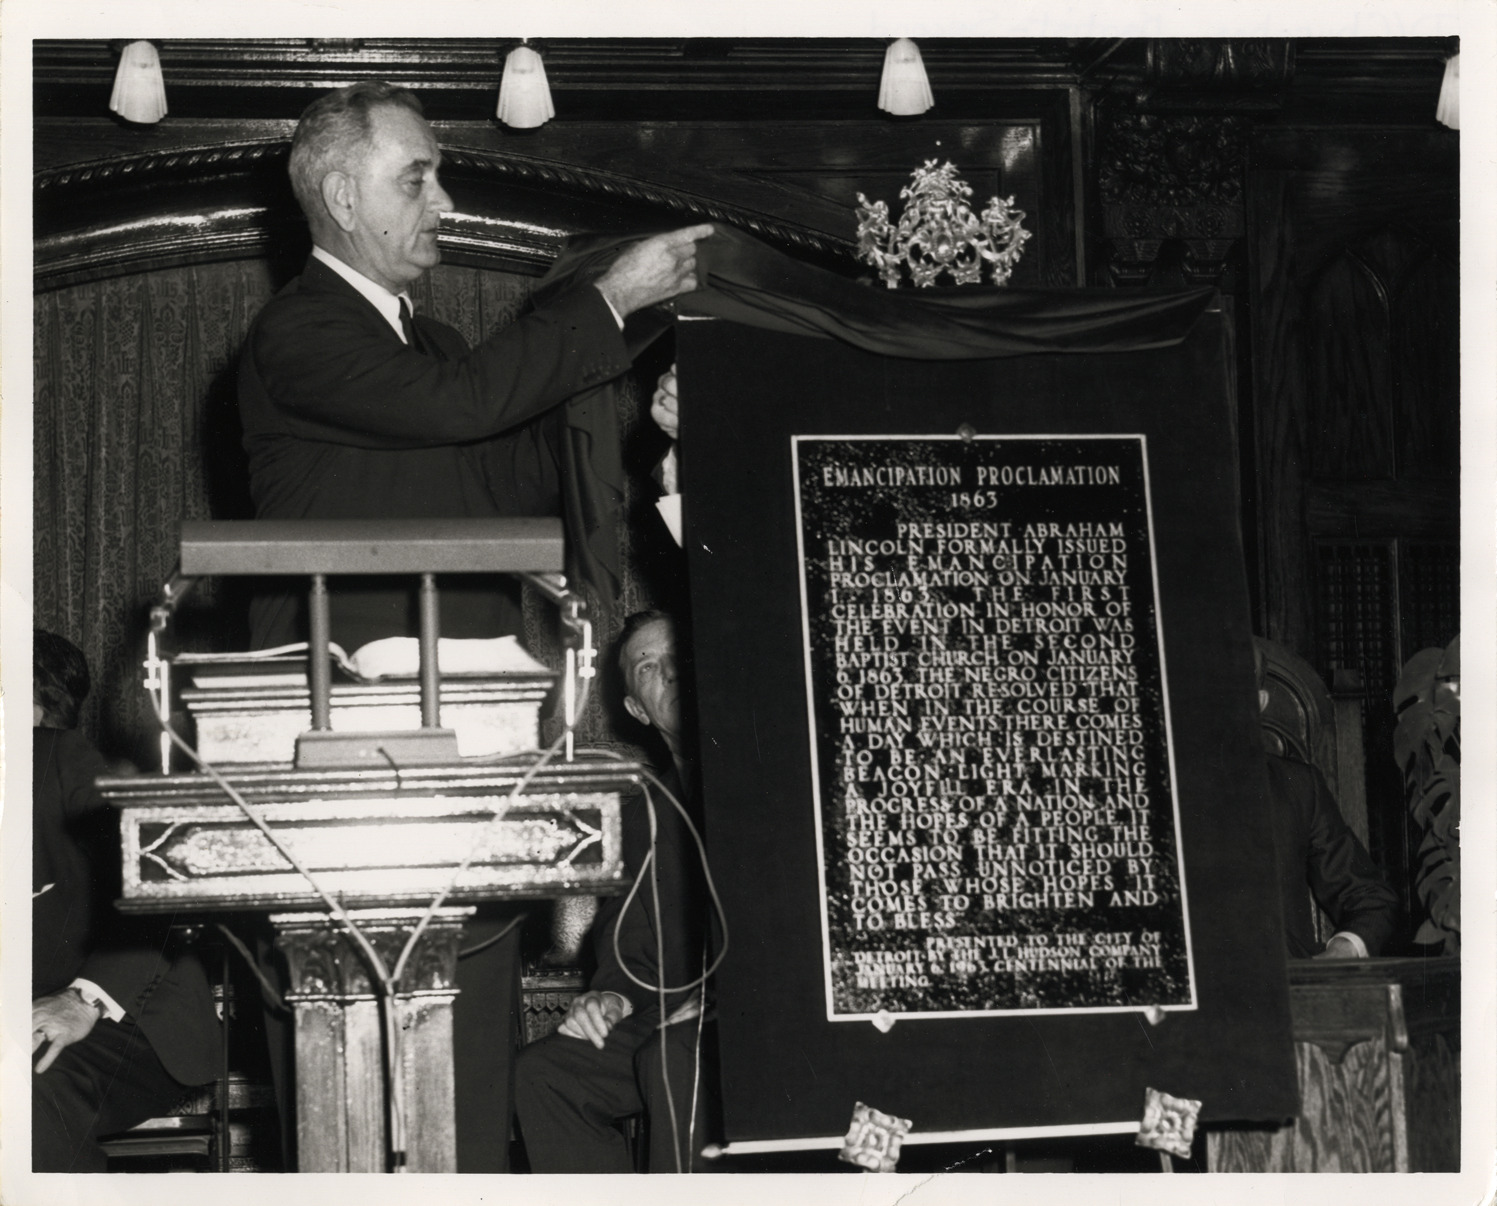 EMANCIPATION PROCLAMATION
1863
PRESIDENT ABRAHAM
LINCOLN FORMALLY ISSUED
HIS EMANCIPATION
PROCLAMATION ON JANUARY
1, 1863. THE FIRST
CELEBRATION IN HONOR OF
THE EVENT IN DETROIT WAS
HELD IN THE SECOND
BAPTIST CHURCH ON JANUARY
6, 1863. THE NEGRO CITIZENS
OF DETROIT RESOLVED THAT
"WHEN IN THE COURSE OF
HUMAN EVENTS THERE COMES
A DAY WHICH IS DESTINED
TO BE AN EVERLASTING
BEACON-LIGHT, MARKING
A JOYFUL ERA IN THE
PROGRESS OF A NATION AND
THE HOPES OF A PEOPLE, IT
SEEMS TO BE FITTING THE
OCCASION THAT IT SHOULD
NOT PASS UNNOTICED BY
THOSE WHOSE HOPES IT
COMES TO BRIGHTEN AND
TO BLESS"
PRESENTED TO THE CITY OF
DETROIT BY THE J.L. HUDSON COMPANY
JANUARY 6, 1963, CENTENNIAL OF THE
MEETING.